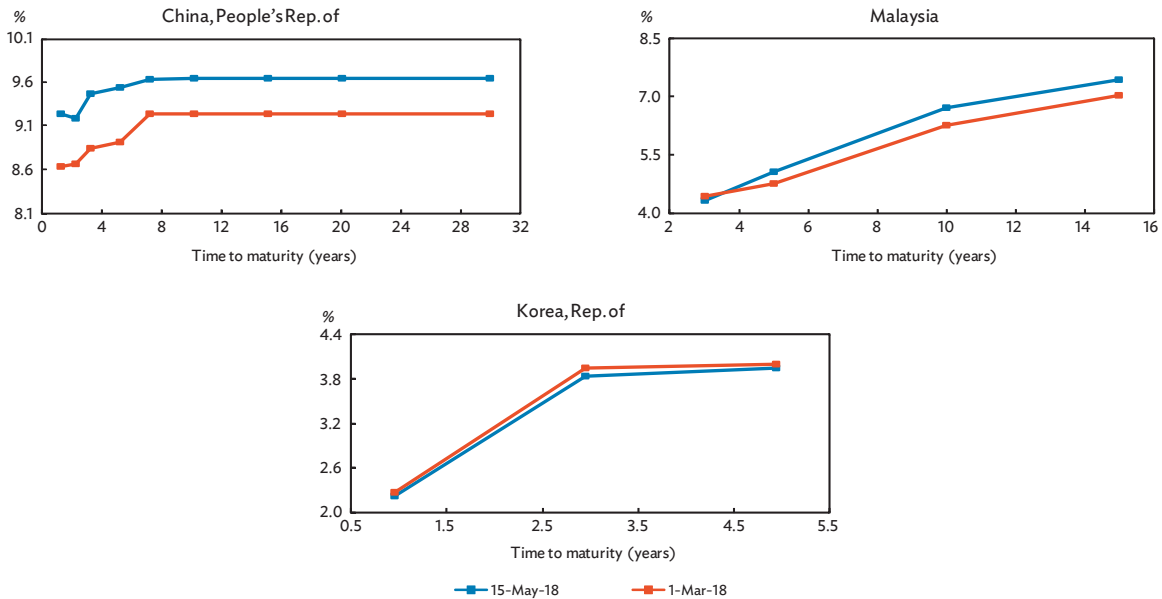 China, People's Rep. of
%
10.1
9.6
9.1
8.6
8.1
0 4 8 12 16 20 24 28 32
Time to maturity (years)
Malaysia
%
8.5
7.0
5.5
4.0
2 4 6 8 10 12 14 16
Time to maturity (years)
Korea, Rep. of
%
4.4
3.8
3.2
2.6
2.0
0.5 1.5 2.5 3.5 4.5 5.5
Time to maturity (years)
15-May-18 1-Mar-18